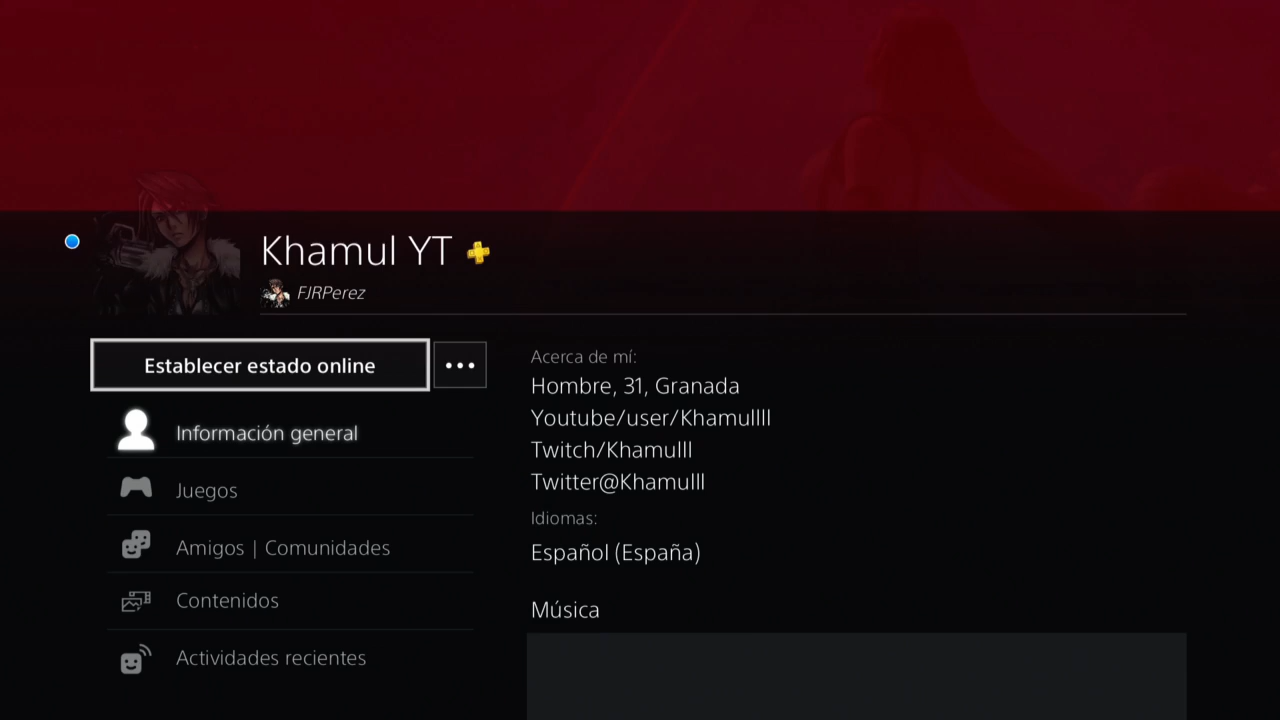 Khamul YT
FJRPerez
Establecer estado online
Información general
Juegos
Amigos | Comunidades
Contenidos
Actividades recientes
Acerca de mí:
Hombre, 31, Granada
Youtube/user/Khamullll
Twitch/Khamulll
Twitter@Khamulll
Idiomas:
Español (España)
Música